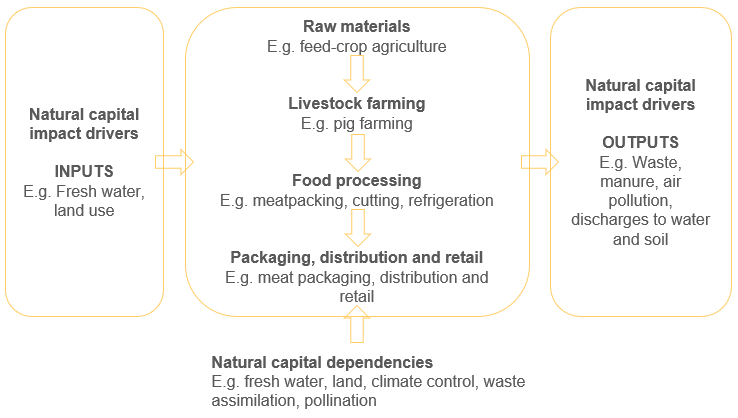 Natural capital
impact drivers
INPUTS
E.g. Fresh water,
land use
Raw materials
E.g. feed-crop agriculture
Livestock farming
E.g. pig farming
Food processing
E.g. meatpacking, cutting, refrigeration
Packaging, distribution and retail
E.g. meat packaging, distribution and
retail
Natural capital
impact drivers
OUTPUTS
E.g. Waste,
manure, air
pollution,
discharges to water
and soil
Natural capital dependencies
E.g. fresh water, land, climate control, waste
assimilation, pollination